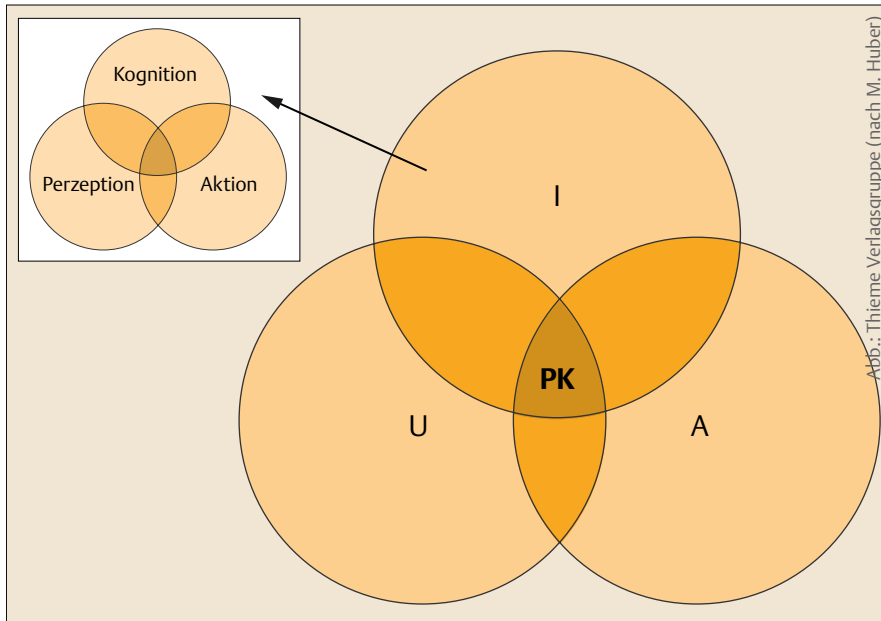 Kognition
Perzeption
Aktion
I
U
PK
A
Abb.: Thieme Verlagsgruppe (nach M. Huber)